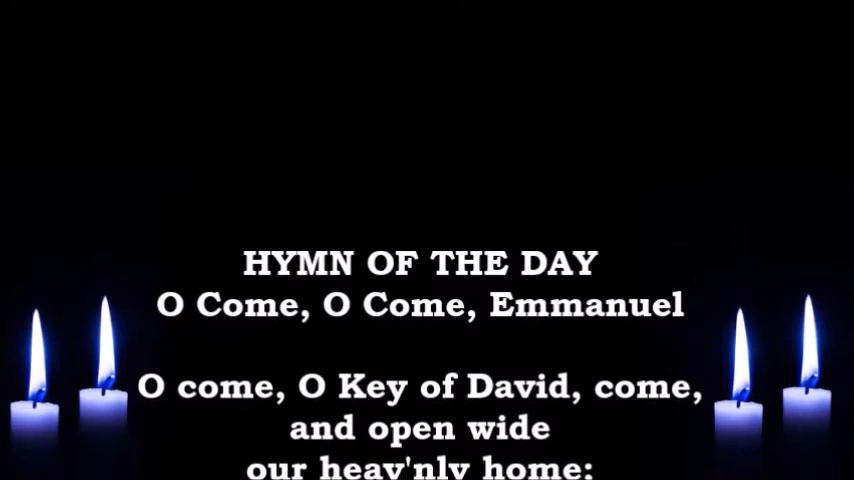 HYMN OF THE DAY
O Come, O Come, Emmanuel
O come, O Key of David, come,
and open wide
our heav'nly home;